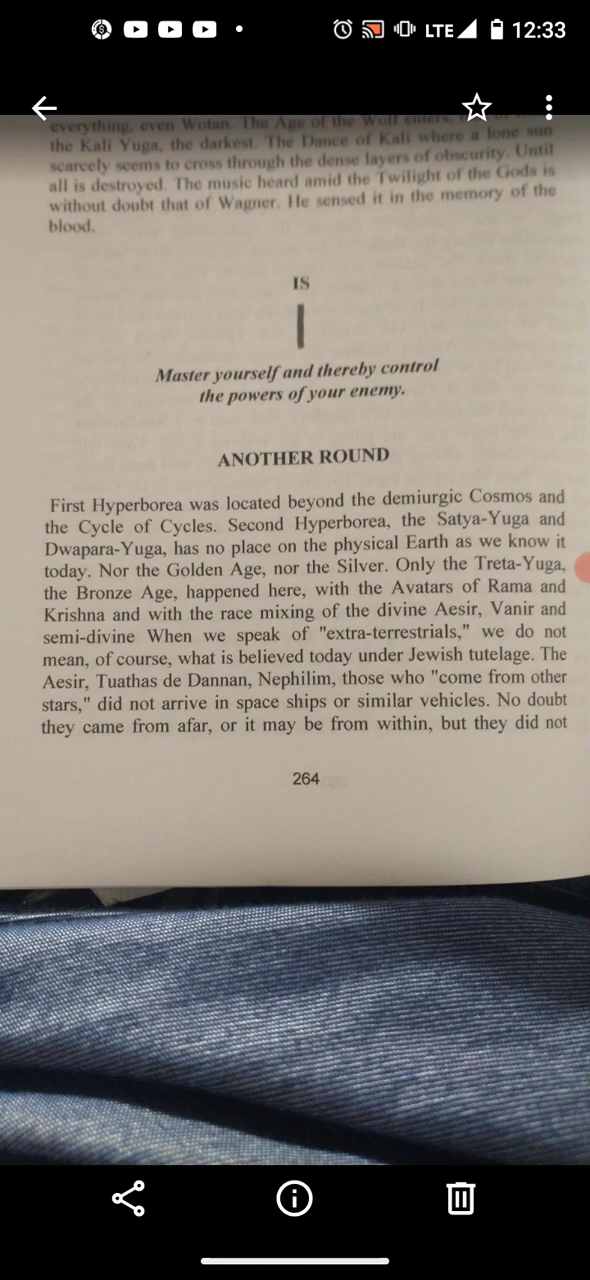 LTE 12:33
everything, even Wotan. The Age of the Wolf enters,
the Kali Yuga, the darkest. The Dance of Kali where a lone sun
scarcely seems to cross through the dense layers of obscurity. Until
all is destroyed. The music heard amid the Twilight of the Gods is
without doubt that of Wagner. He sensed it in the memory of the
blood.
IS
Master yourself and thereby control
the powers of your enemy.
ANOTHER ROUND
First Hyperborea was located beyond the demiurgic Cosmos and
the Cycle of Cycles. Second Hyperborea, the Satya-Yuga and
Dwapara-Yuga, has no place on the physical Earth as we know it
today. Nor the Golden Age, nor the Silver. Only the Treta-Yuga,
the Bronze Age, happened here, with the Avatars of Rama and
Krishna and with the race mixing of the divine Aesir, Vanir and
semi-divine When we speak of "extra-terrestrials," we do not
mean, of course, what is believed today under Jewish tutelage. The
Aesir, Tuathas de Dannan, Nephilim, those who "come from other
stars," did not arrive in space ships or similar vehicles. No doubt
they came from afar, or it may be from within, but they did not
264